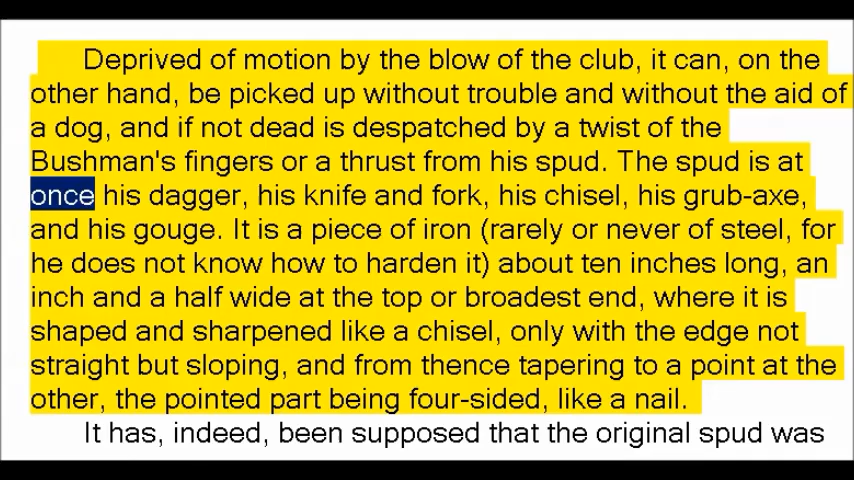 Deprived of motion by the blow of the club, it can, on the
other hand, be picked up without trouble and without the aid of
a dog, and if not dead is despatched by a twist of the
Bushman's fingers or a thrust from his spud. The spud is at
once his dagger, his knife and fork, his chisel, his grub-axe,
and his gouge. It is a piece of iron (rarely or never of steel, for
he does not know how to harden it) about ten inches long, an
inch and a half wide at the top or broadest end, where it is
shaped and sharpened like a chisel, only with the edge not
straight but sloping, and from thence tapering to a point at the
other, the pointed part being four-sided, like a nail.
It has, indeed, been supposed that the original spud was